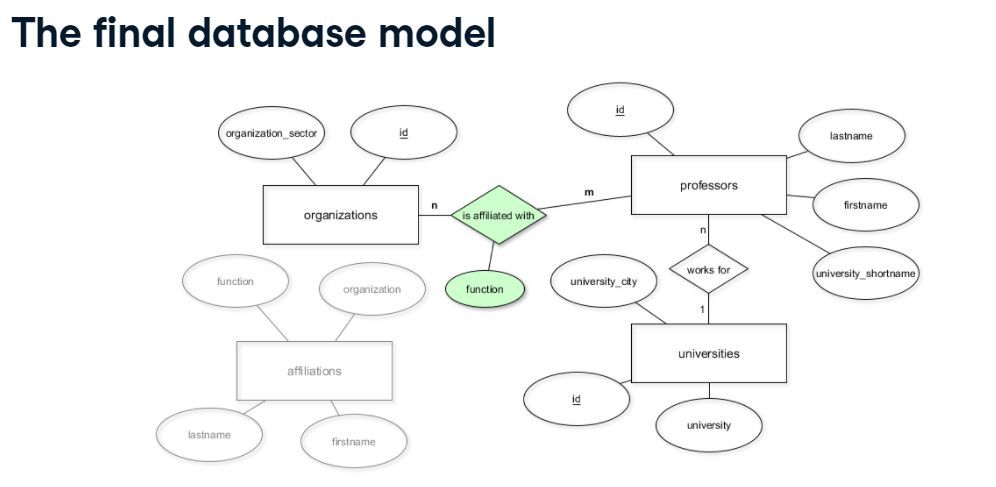 The final database model
organization_sector
id
id
lastname
organizations
n
is affiliated with
m
professors
firstname
function
organization
function
n
works for
university_city
university_shortname
1
affiliations
universities
id
university
lastname
firstname